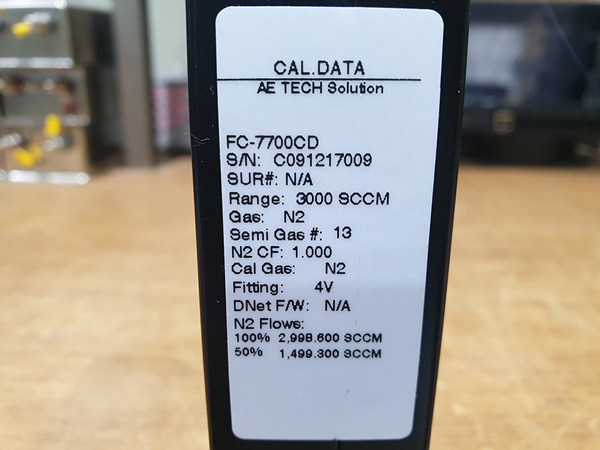 CAL.DATA
AE TECH Solution
FC-7700CD
S/N: C091217009
SUR#: N/A
Range: 3000 SCCM
Gas: N2
Semi Gas #: 13
N2 CF: 1.000
Cal Gas: N2
Fitting: 4V
DNet F/W: N/A
N2 Flows:
100% 2,998.600 SCCM
50% 1,499.300 SCCM